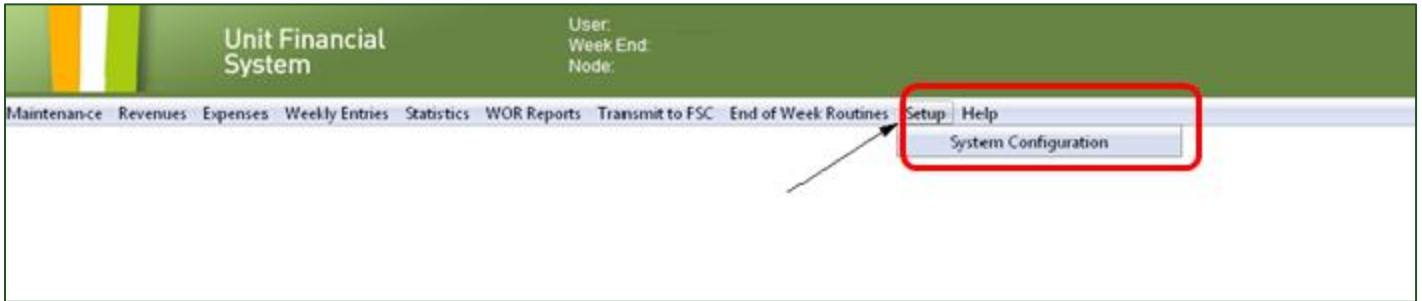 Unit Financial
System
User:
Week End:
Node:
Maintenance Revenues Expenses Weekly Entries Statistics WOR Reports Transmit to FSC End of Week Routines Setup Help
System Configuration